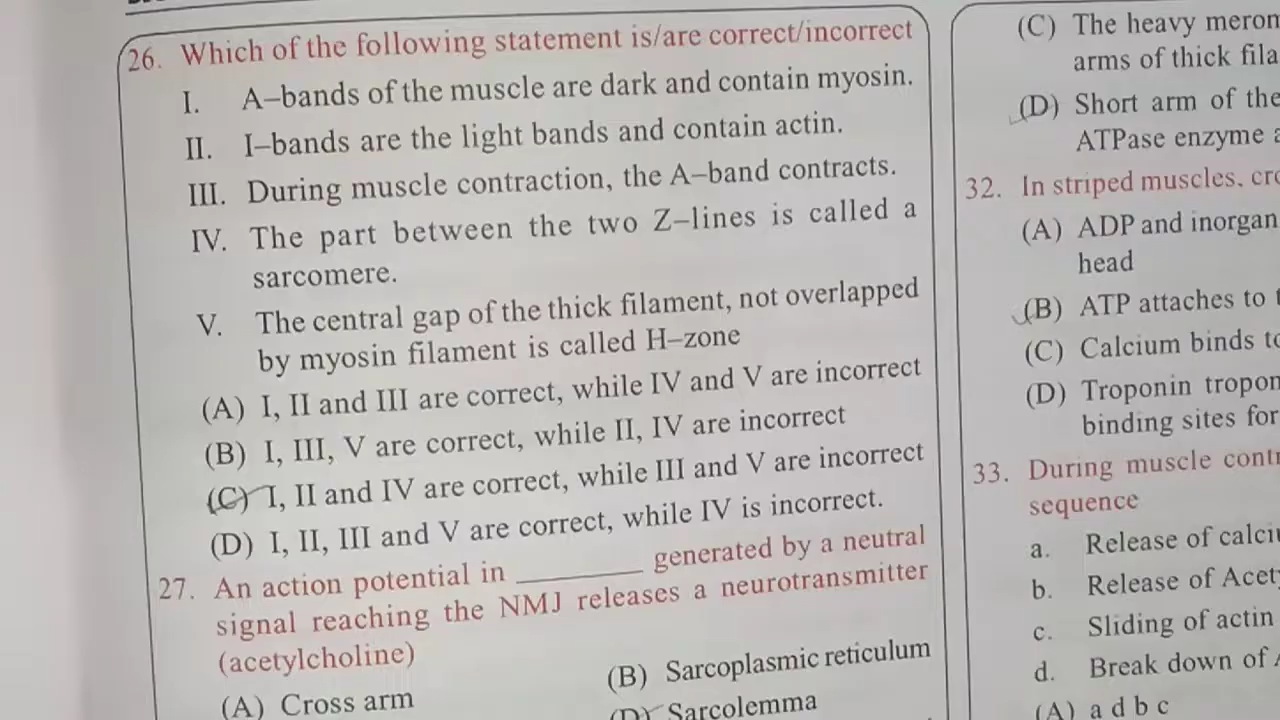 26. Which of the following statement is/are correct/incorrect
I. A–bands of the muscle are dark and contain myosin.
II. I–bands are the light bands and contain actin.
III. During muscle contraction, the A–band contracts.
IV. The part between the two Z–lines is called a
sarcomere.
V. The central gap of the thick filament, not overlapped
by myosin filament is called H–zone
(A) I, II and III are correct, while IV and V are incorrect
(B) I, III, V are correct, while II, IV are incorrect
(C) I, II and IV are correct, while III and V are incorrect
(D) I, II, III and V are correct, while IV is incorrect.
27. An action potential in ________ generated by a neutral
signal reaching the NMJ releases a neurotransmitter
(acetylcholine)
(A) Cross arm
(B) Sarcoplasmic reticulum
(D) Sarcolemma
(C) The heavy merom
arms of thick fila
(D) Short arm of the
ATPase enzyme
32. In striped muscles, cro
(A) ADP and inorgan
head
(B) ATP attaches to
(C) Calcium binds to
(D) Troponin tropon
binding sites for
33. During muscle contr
sequence
a. Release of calciu
b. Release of Acet
c. Sliding of actin
d. Break down of
(A) a d b c